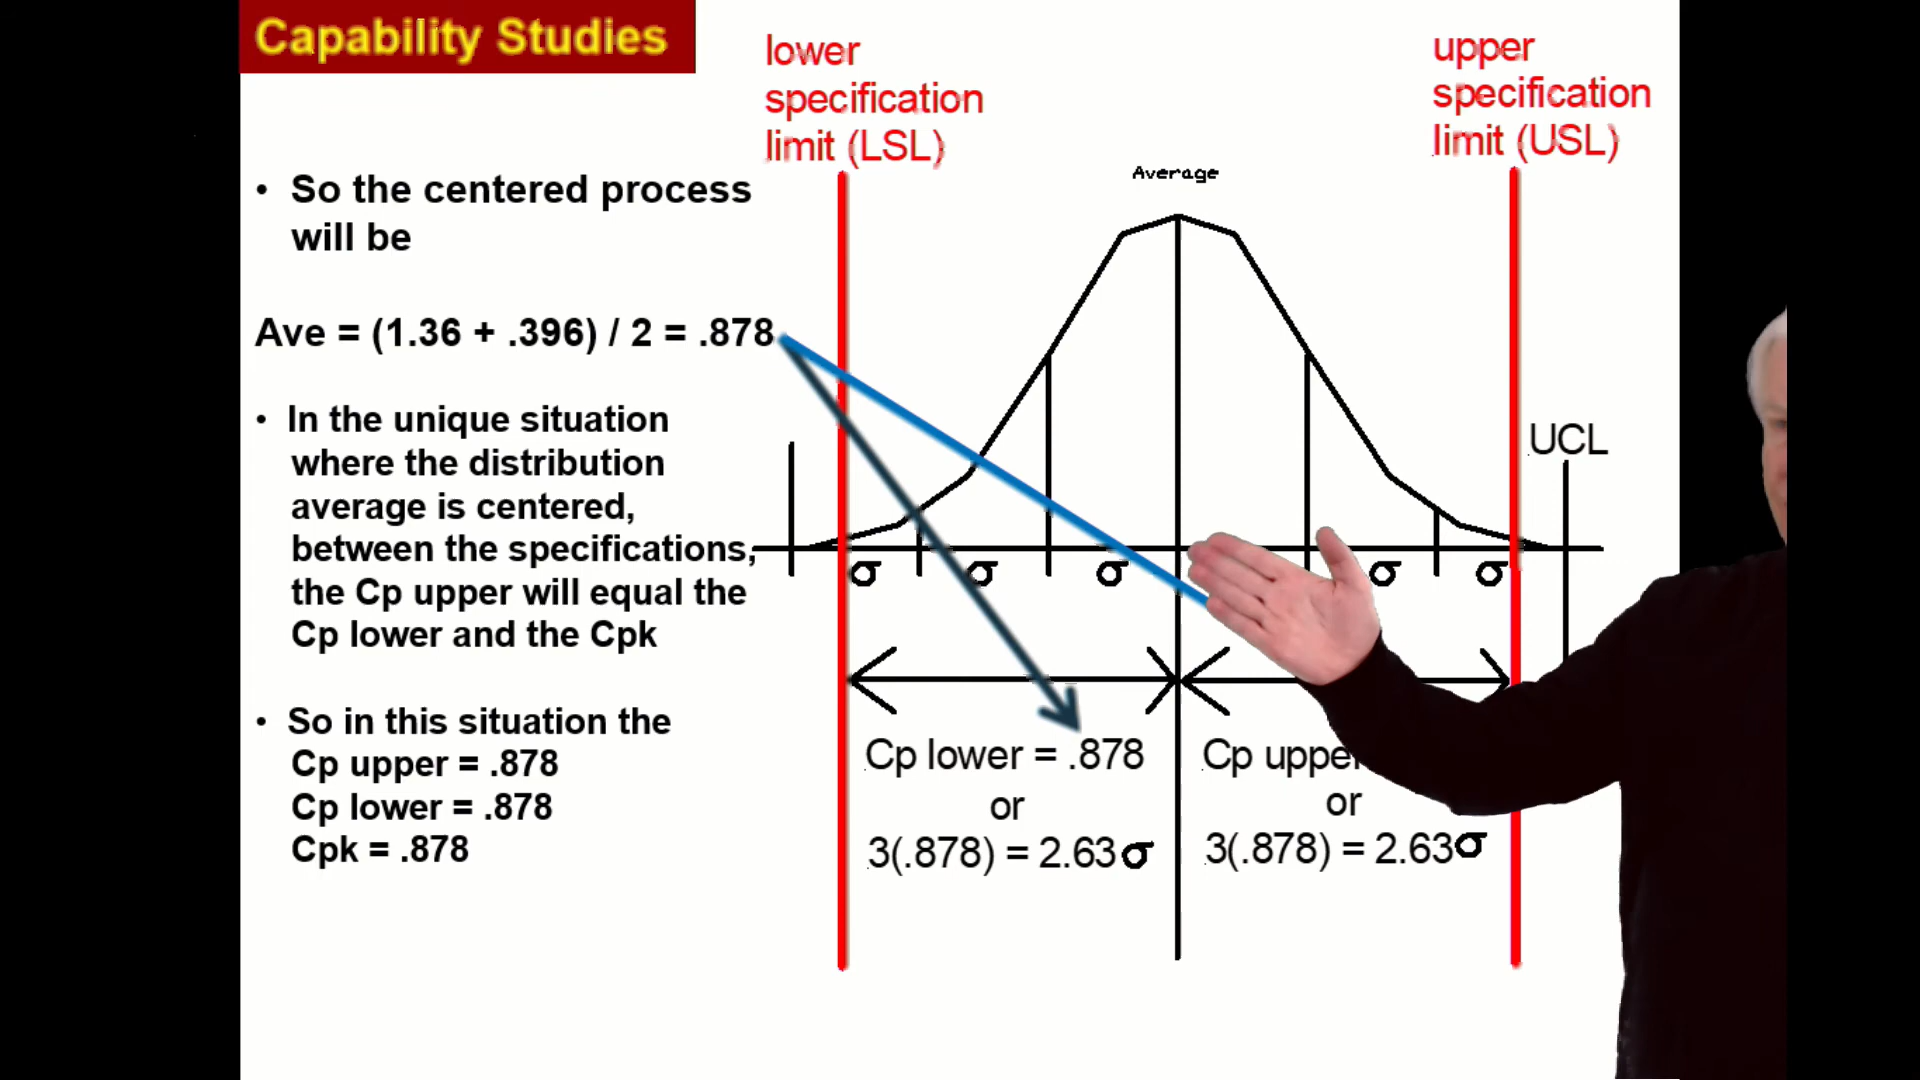 Capability Studies
lower
specification
limit (LSL)
upper
specification
limit (USL)
Average
• So the centered process
will be
Ave = (1.36 + .396) / 2 = .878
• In the unique situation
where the distribution
average is centered,
between the specifications,
the Cp upper will equal the
Cp lower and the Cpk
• So in this situation the
Cp upper = .878
Cp lower = .878
Cpk = .878
UCL
σ σ σ σ σ
Cp lower = .878
or
3(.878) = 2.63σ
Cp upper
or
3(.878) = 2.63σ